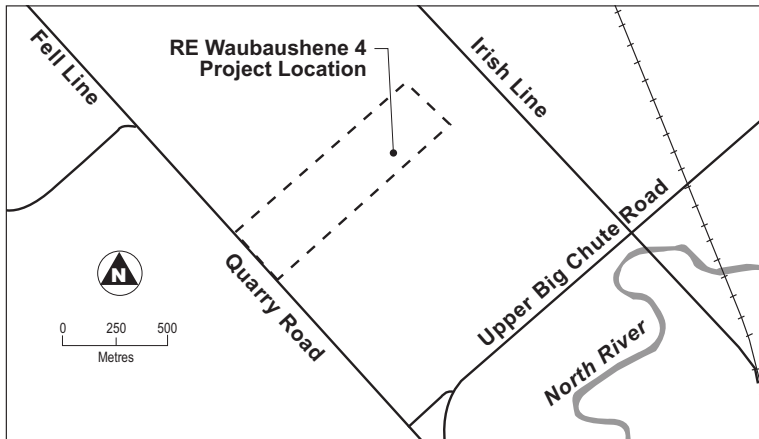 Fell Line
RE Waubaushene 4
Project Location
Irish Line
Quarry Road
Upper Big Chute Road
North River
N
0 250 500
Metres